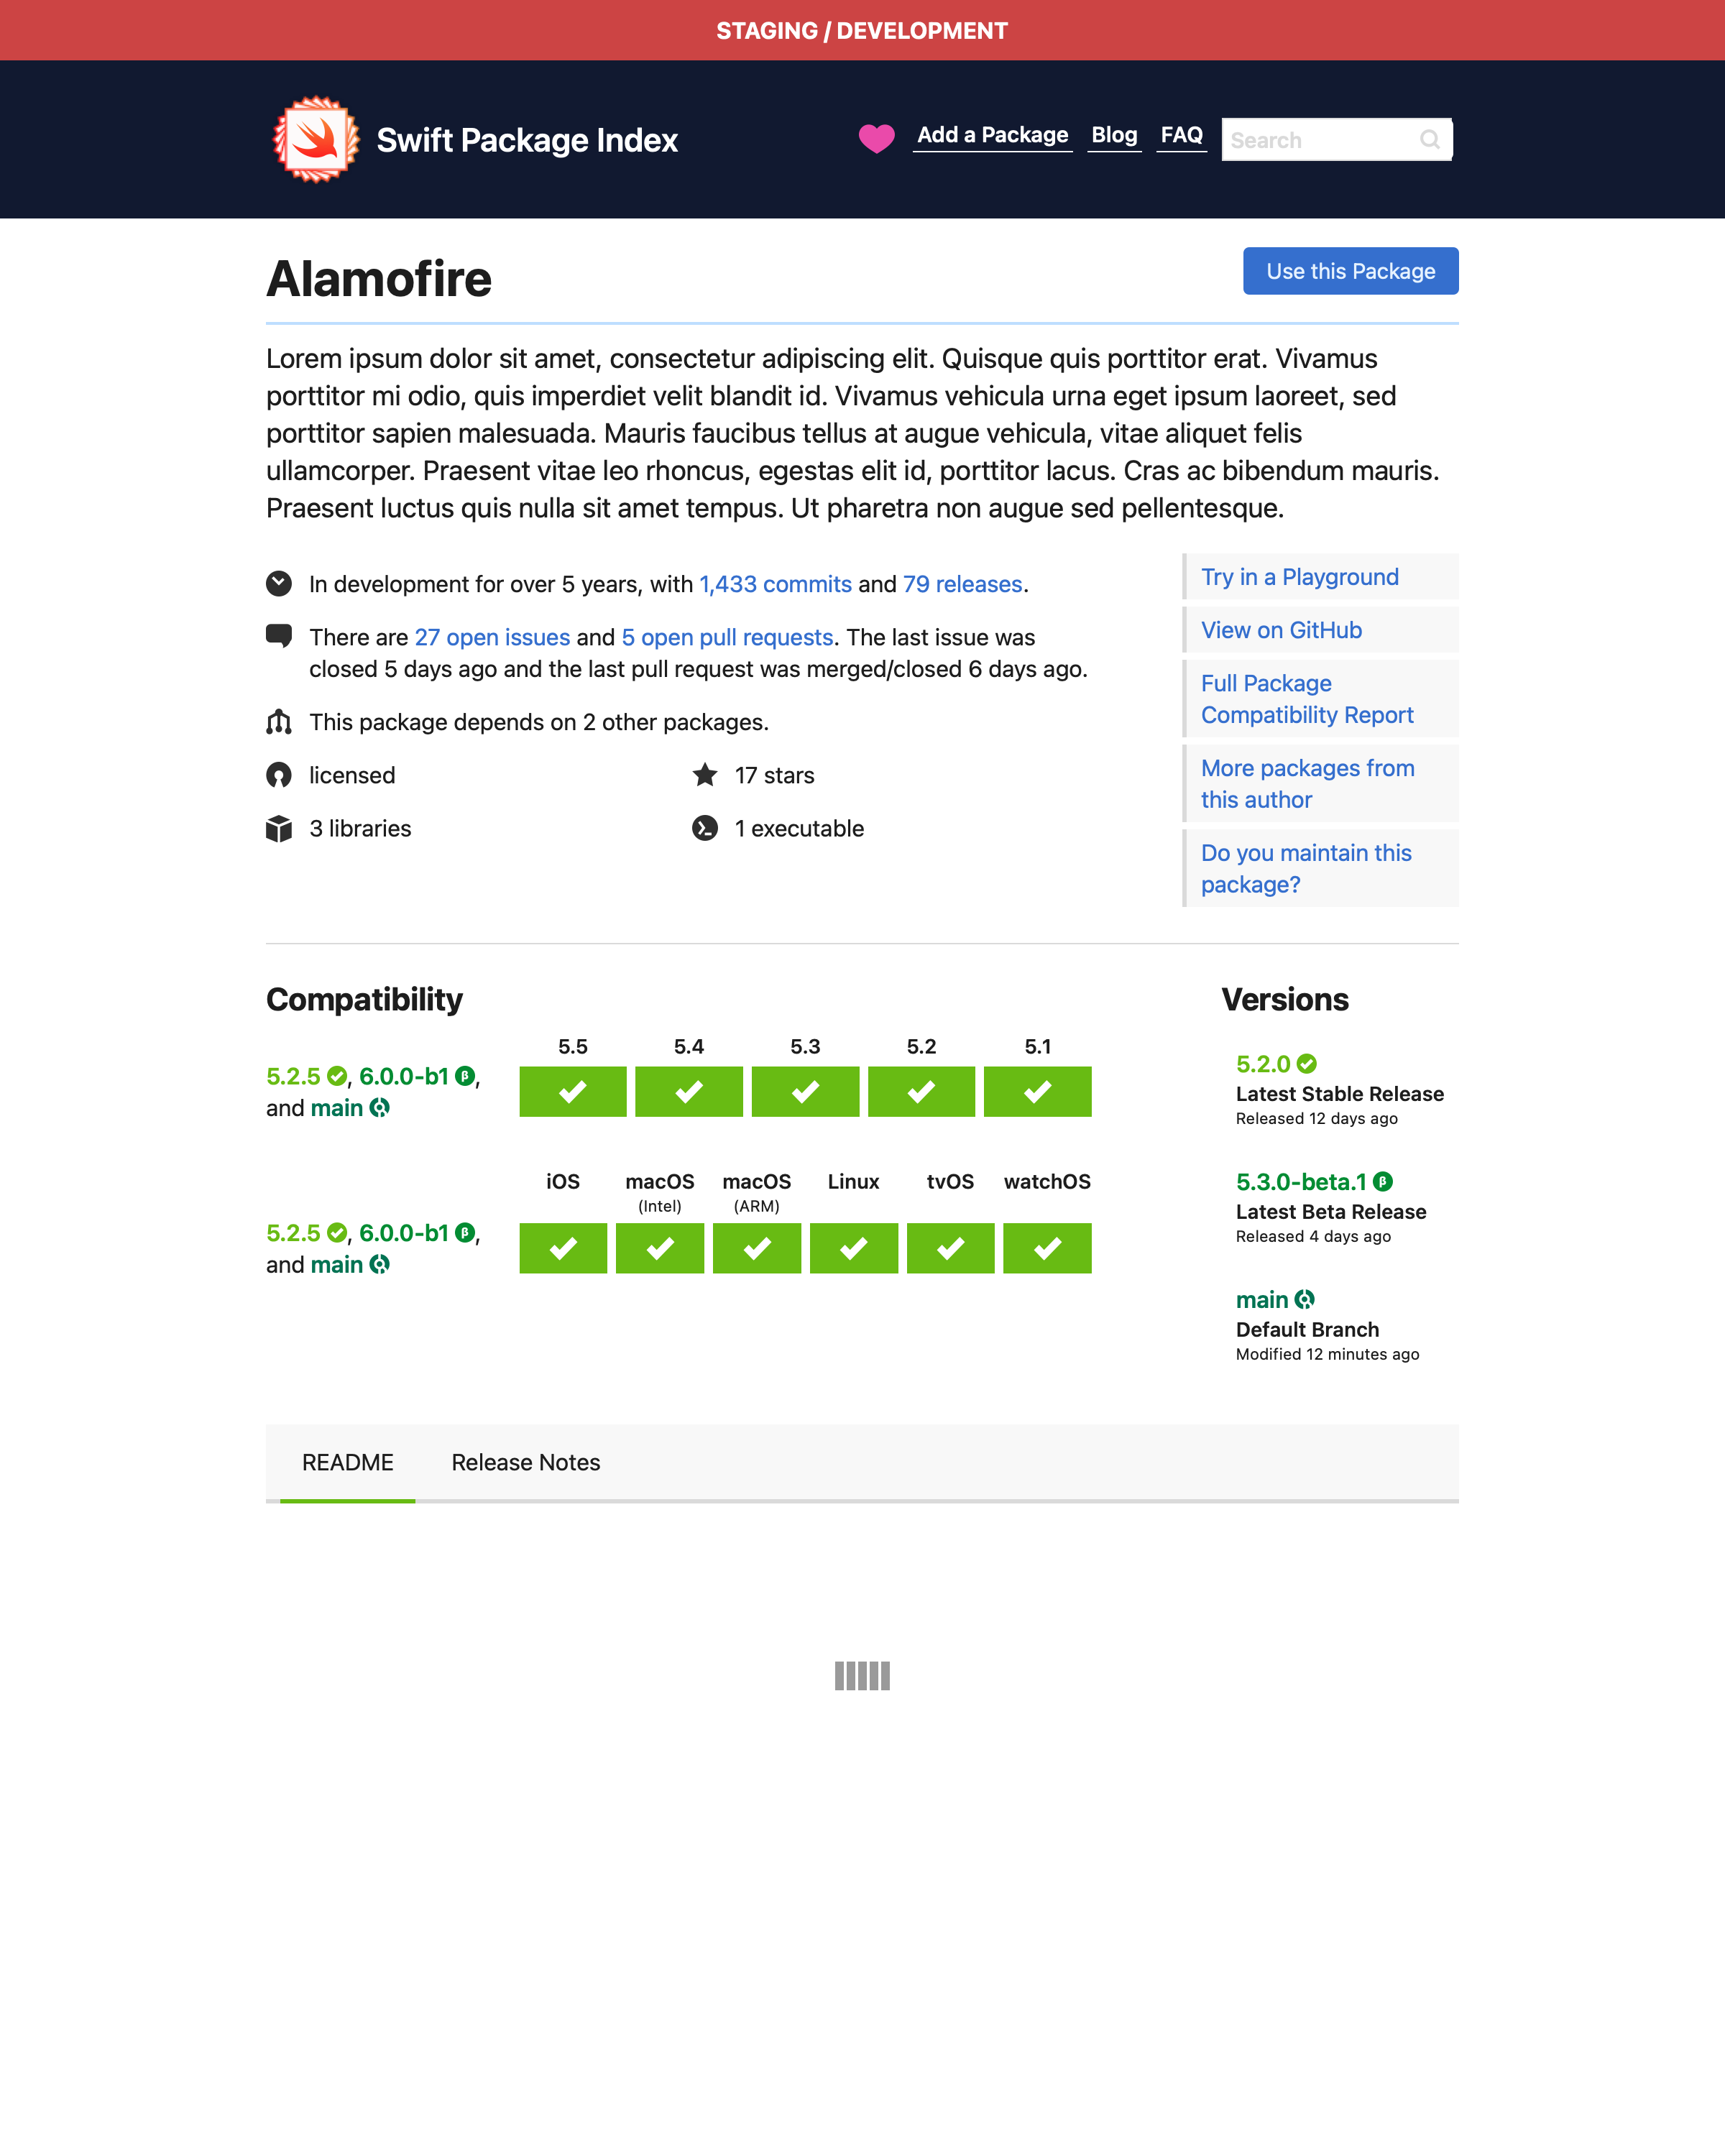 STAGING / DEVELOPMENT
Swift Package Index
Add a Package
Blog
FAQ
Search
Alamofire
Use this Package
Lorem ipsum dolor sit amet, consectetur adipiscing elit. Quisque quis porttitor erat. Vivamus
porttitor mi odio, quis imperdiet velit blandit id. Vivamus vehicula urna eget ipsum laoreet, sed
porttitor sapien malesuada. Mauris faucibus tellus at augue vehicula, vitae aliquet felis
ullamcorper. Praesent vitae leo rhoncus, egestas elit id, porttitor lacus. Cras ac bibendum mauris.
Praesent luctus quis nulla sit amet tempus. Ut pharetra non augue sed pellentesque.
In development for over 5 years, with 1,433 commits and 79 releases.
There are 27 open issues and 5 open pull requests. The last issue was
closed 5 days ago and the last pull request was merged/closed 6 days ago.
This package depends on 2 other packages.
licensed
17 stars
3 libraries
1 executable
Try in a Playground
View on GitHub
Full Package
Compatibility Report
More packages from
this author
Do you maintain this
package?
Compatibility
5.5 5.4 5.3 5.2 5.1
5.2.5, 6.0.0-b1 β,
and main
iOS macOS macOS Linux tvOS watchOS
(Intel) (ARM)
5.2.5, 6.0.0-b1 β,
and main
Versions
5.2.0
Latest Stable Release
Released 12 days ago
5.3.0-beta.1 β
Latest Beta Release
Released 4 days ago
main
Default Branch
Modified 12 minutes ago
README
Release Notes